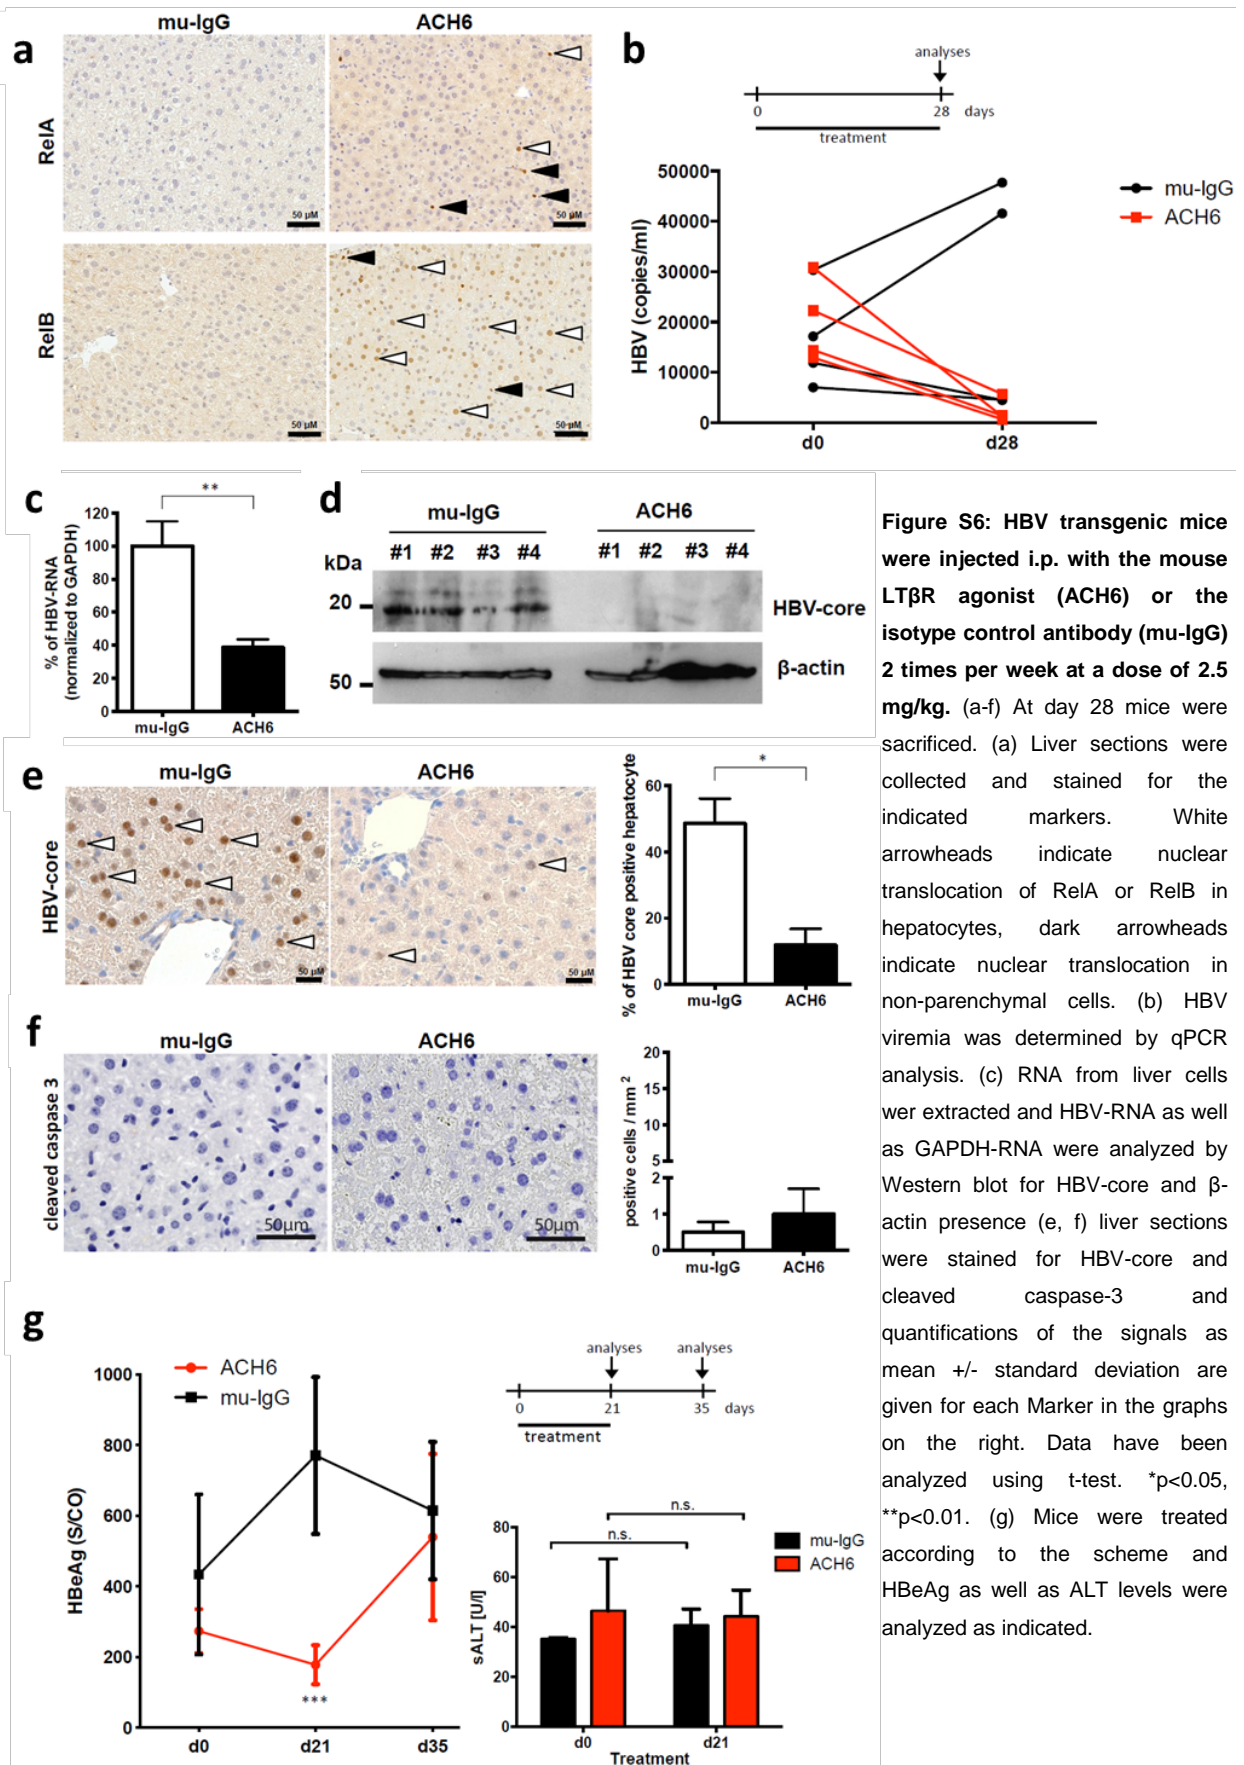 a
mu-IgG
ACH6
RelA
50 µM
50 µM
RelB
50 µM
50 µM
b
analyses
0
28
days
treatment
50000
40000
30000
20000
10000
0
HBV (copies/ml)
d0
d28
mu-IgG
ACH6
c
**
120
100
80
60
40
20
0
% of HBV-RNA
(normalized to GAPDH)
mu-IgG
ACH6
d
mu-IgG
ACH6
#1 #2 #3 #4 #1 #2 #3 #4
kDa
20
HBV-core
50
β-actin
e
mu-IgG
ACH6
HBV-core
50 µM
50 µM
*
60
40
20
0
% of HBV core positive hepatocyte
mu-IgG
ACH6
f
mu-IgG
ACH6
cleaved caspase 3
50µm
50µm
20
15
10
5
2
1
0
positive cells / mm²
mu-IgG
ACH6
g
ACH6
mu-IgG
1000
800
600
400
200
0
HBeAg (S/CO)
***
d0
d21
d35
analyses
analyses
0
21
35
days
treatment
n.s.
n.s.
mu-IgG
ACH6
80
60
40
20
0
sALT [U/l]
d0
d21
Treatment
Figure S6: HBV transgenic mice
were injected i.p. with the mouse
LTβR agonist (ACH6) or the
isotype control antibody (mu-IgG)
2 times per week at a dose of 2.5
mg/kg. (a-f) At day 28 mice were
sacrificed. (a) Liver sections were
collected and stained for the
indicated markers. White
arrowheads indicate nuclear
translocation of RelA or RelB in
hepatocytes, dark arrowheads
indicate nuclear translocation in
non-parenchymal cells. (b) HBV
viremia was determined by qPCR
analysis. (c) RNA from liver cells
wer extracted and HBV-RNA as well
as GAPDH-RNA were analyzed by
Western blot for HBV-core and β-
actin presence (e, f) liver sections
were stained for HBV-core and
cleaved caspase-3 and
quantifications of the signals as
mean +/- standard deviation are
given for each Marker in the graphs
on the right. Data have been
analyzed using t-test. *p<0.05,
**p<0.01. (g) Mice were treated
according to the scheme and
HBeAg as well as ALT levels were
analyzed as indicated.